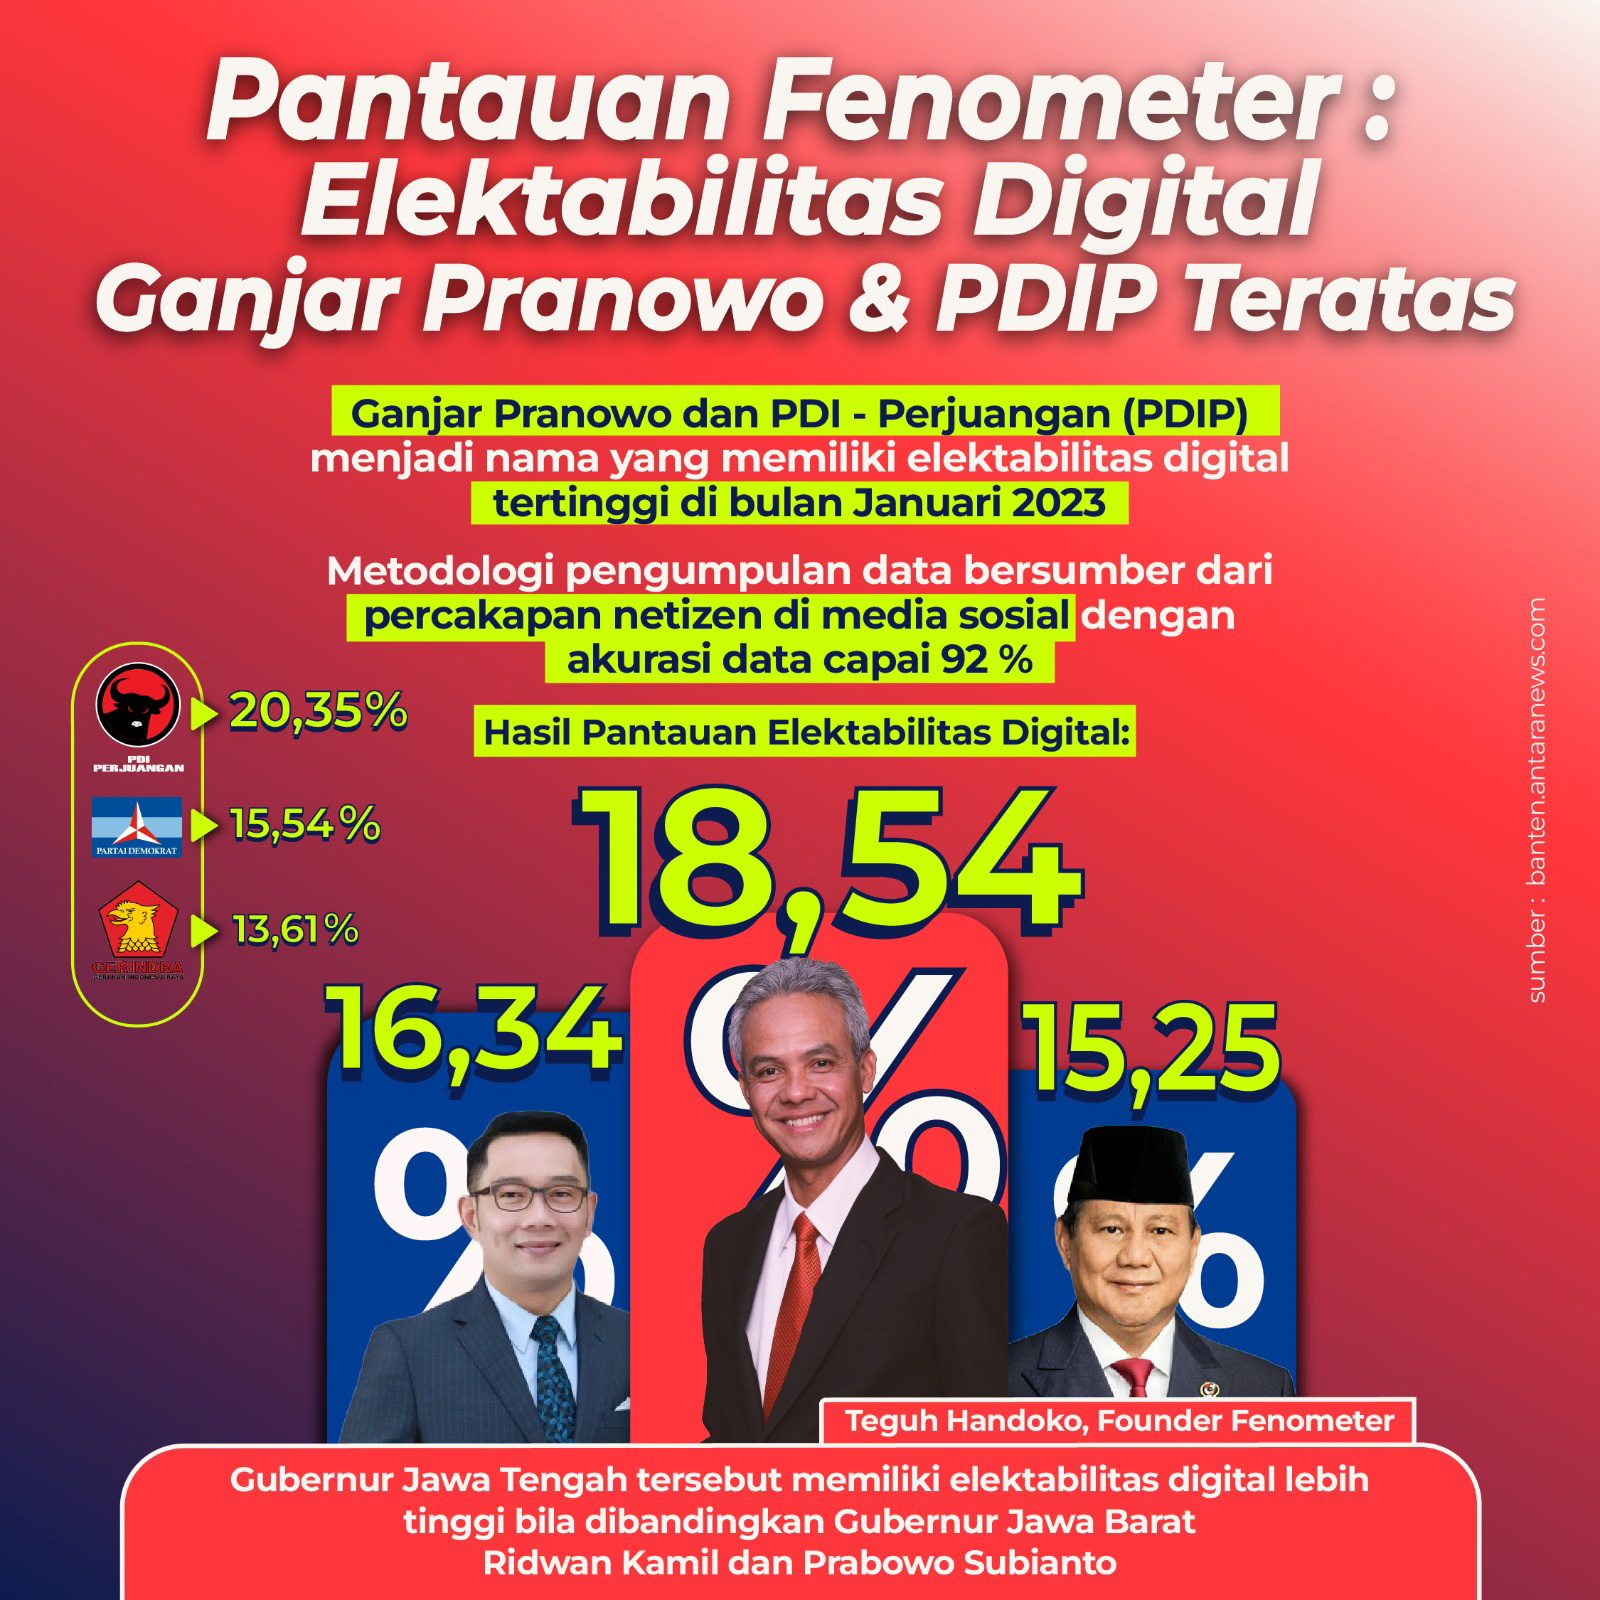 Pantauan Fenometer :
Elektabilitas Digital
Ganjar Pranowo & PDIP Teratas
Ganjar Pranowo dan PDI - Perjuangan (PDIP)
menjadi nama yang memiliki elektabilitas digital
tertinggi di bulan Januari 2023
Metodologi pengumpulan data bersumber dari
percakapan netizen di media sosial dengan
akurasi data capai 92 %
Hasil Pantauan Elektabilitas Digital:
PDI
PERJUANGAN
20,35%
PARTAI DEMOKRAT
15,54%
GERINDRA
GERAKAN INDONESIA RAYA
13,61%
18,54
%
16,34
%
15,25
%
sumber : banten.antaranews.com
Teguh Handoko, Founder Fenometer
Gubernur Jawa Tengah tersebut memiliki elektabilitas digital lebih
tinggi bila dibandingkan Gubernur Jawa Barat
Ridwan Kamil dan Prabowo Subianto